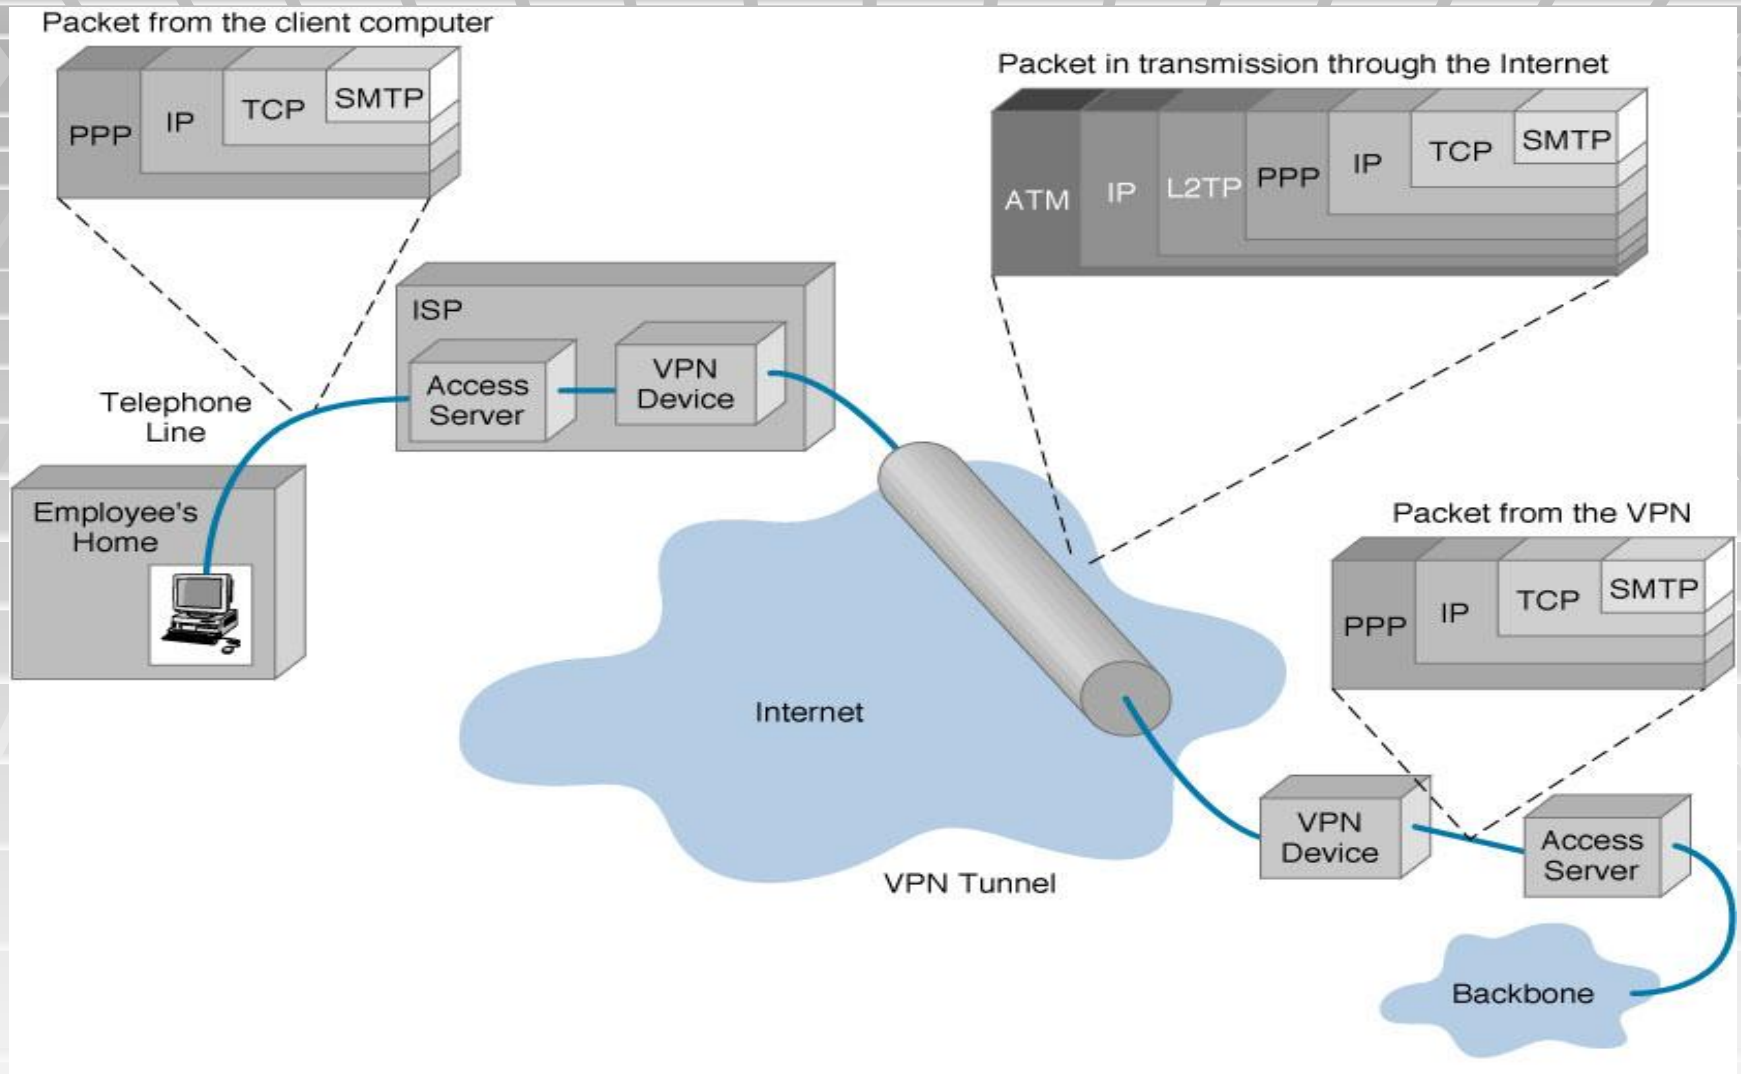 Packet from the client computer
PPP IP TCP SMTP
Packet in transmission through the Internet
ATM IP L2TP PPP IP TCP SMTP
ISP
Access
Server
VPN
Device
Telephone
Line
Employee's
Home
Packet from the VPN
PPP IP TCP SMTP
Internet
VPN
Device
Access
Server
VPN Tunnel
Backbone